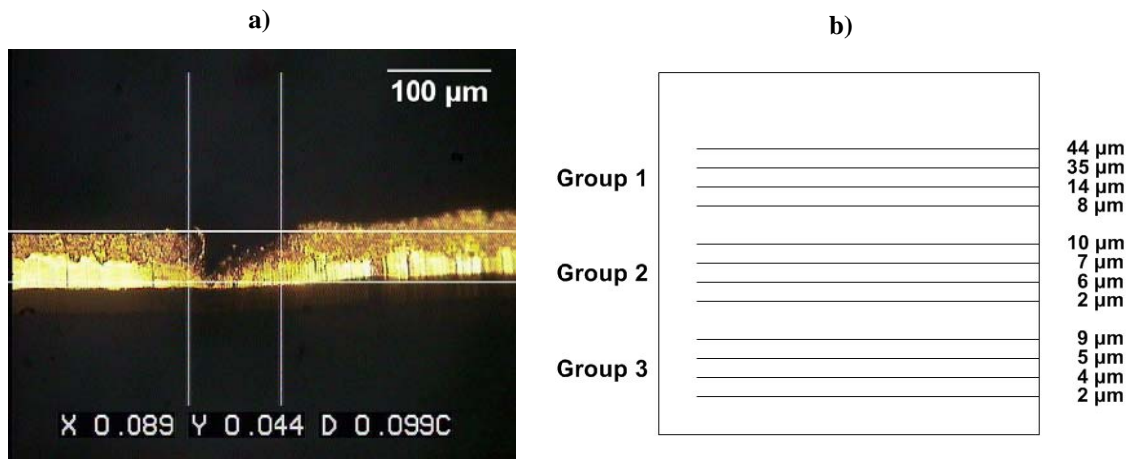 a)
100 µm
X 0.089 Y 0.044 D 0.099C
b)
44 µm
35 µm
Group 1
14 µm
8 µm
10 µm
7 µm
Group 2
6 µm
2 µm
9 µm
5 µm
Group 3
4 µm
2 µm